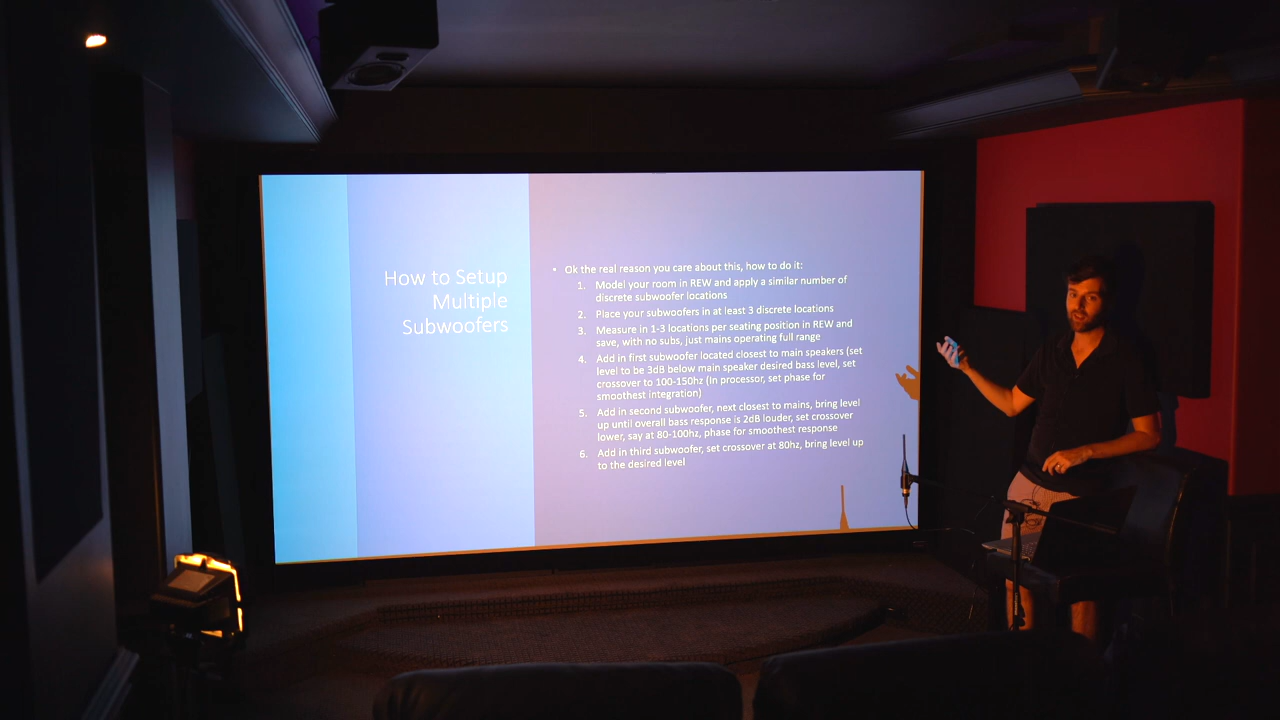 How to Setup
Multiple
Subwoofers
• Ok the real reason you care about this, how to do it:
1. Model your room in REW and apply a similar number of
discrete subwoofer locations
2. Place your subwoofers in at least 3 discrete locations
3. Measure in 1-3 locations per seating position in REW and
save, with no subs, just mains operating full range
4. Add in first subwoofer located closest to main speakers (set
level to be 3dB below main speaker desired bass level, set
crossover to 100-150hz (In processor, set phase for
smoothest integration)
5. Add in second subwoofer, next closest to mains, bring level
up until overall bass response is 2dB louder, set crossover
lower, say at 80-100hz, phase for smoothest response
6. Add in third subwoofer, set crossover at 80hz, bring level up
to the desired level